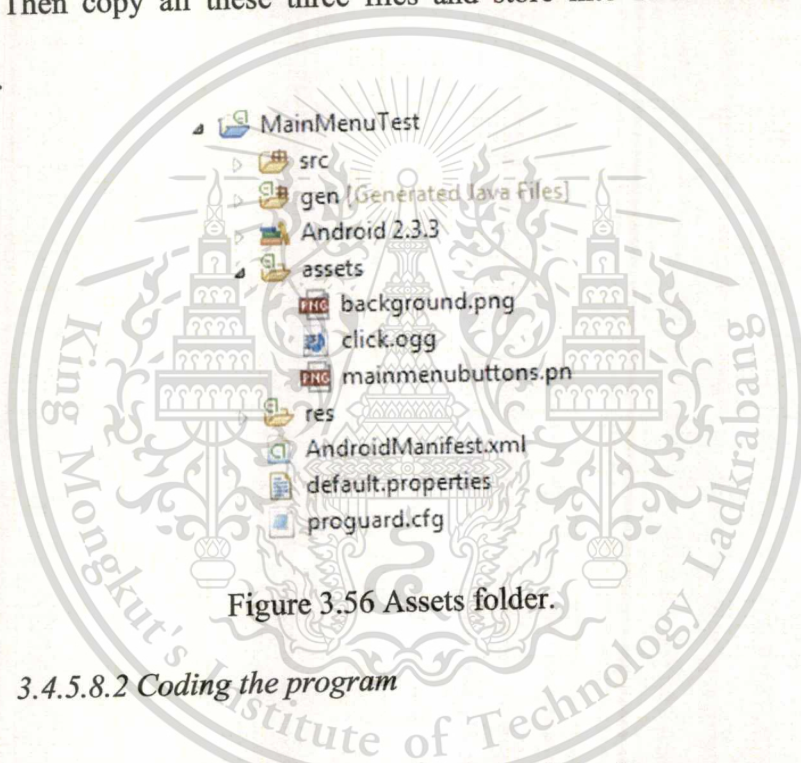 Then copy all these three files and store
.
MainMenuTest
src
gen [Generated Java Files]
Android 2.3.3
assets
background.png
click.ogg
mainmenubuttons.pn
res
AndroidManifest.xml
default.properties
proguard.cfg
Figure 3.56 Assets folder.
3.4.5.8.2 Coding the program
King Mongkut's Institute of Technology Ladkrabang